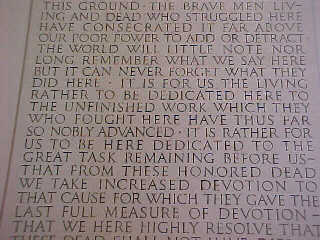 THIS GROUND · THE BRAVE MEN LIV-
ING AND DEAD WHO STRUGGLED HERE
HAVE CONSECRATED IT FAR ABOVE
OUR POOR POWER TO ADD OR DETRACT ·
THE WORLD WILL LITTLE NOTE NOR
LONG REMEMBER WHAT WE SAY HERE
BUT IT CAN NEVER FORGET WHAT THEY
DID HERE · IT IS FOR US THE LIVING
RATHER TO BE DEDICATED HERE TO
THE UNFINISHED WORK WHICH THEY
WHO FOUGHT HERE HAVE THUS FAR
SO NOBLY ADVANCED · IT IS RATHER FOR
US TO BE HERE DEDICATED TO THE
GREAT TASK REMAINING BEFORE US–
THAT FROM THESE HONORED DEAD
WE TAKE INCREASED DEVOTION TO
THAT CAUSE FOR WHICH THEY GAVE THE
LAST FULL MEASURE OF DEVOTION–
THAT WE HERE HIGHLY RESOLVE THAT
THESE DEAD SHALL NOT HAVE